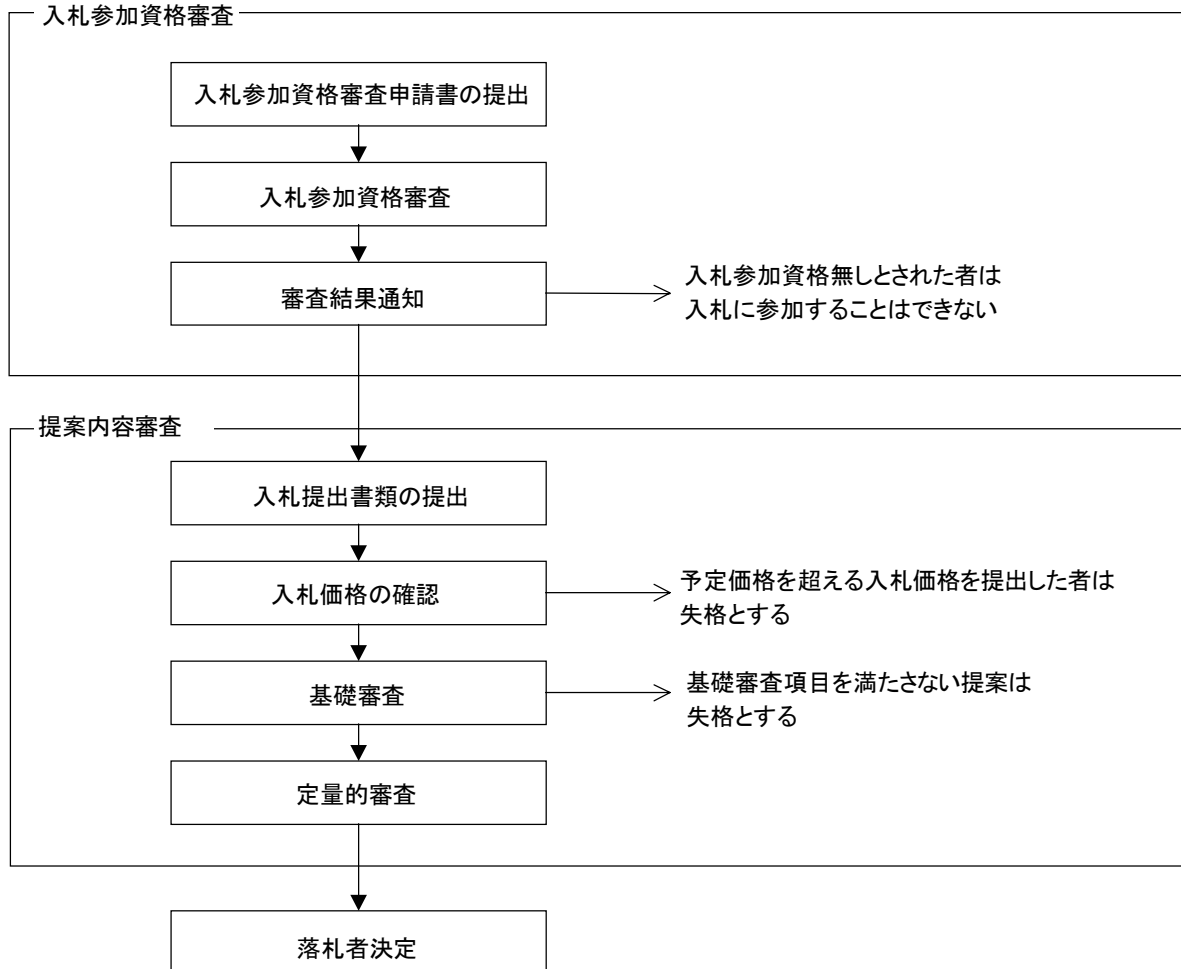 入札参加資格審査
入札参加資格審査申請書の提出
入札参加資格審査
審査結果通知
入札参加資格無しとされた者は
入札に参加することはできない
提案内容審査
入札提出書類の提出
入札価格の確認
予定価格を超える入札価格を提出した者は
失格とする
基礎審査
基礎審査項目を満たさない提案は
失格とする
定量的審査
落札者決定